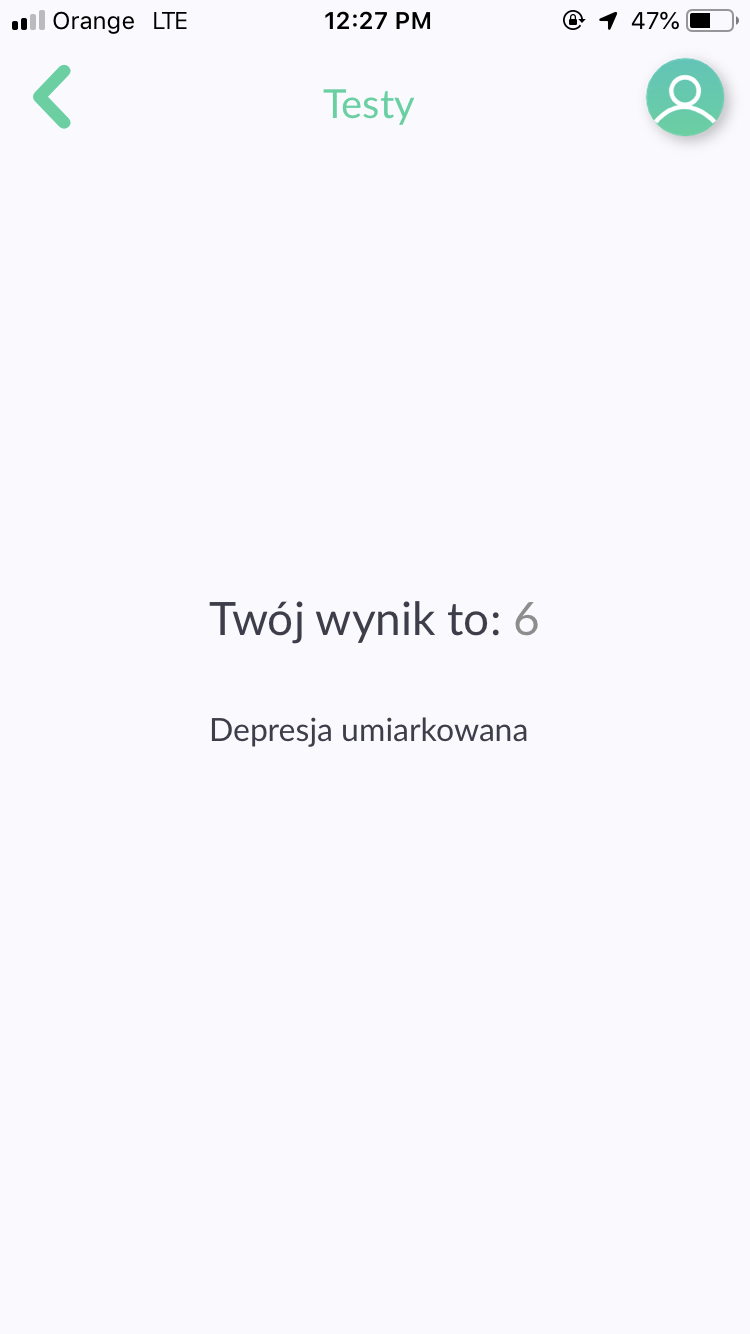 Orange LTE 12:27 PM 47%
Testy
Twój wynik to: 6
Depresja umiarkowana